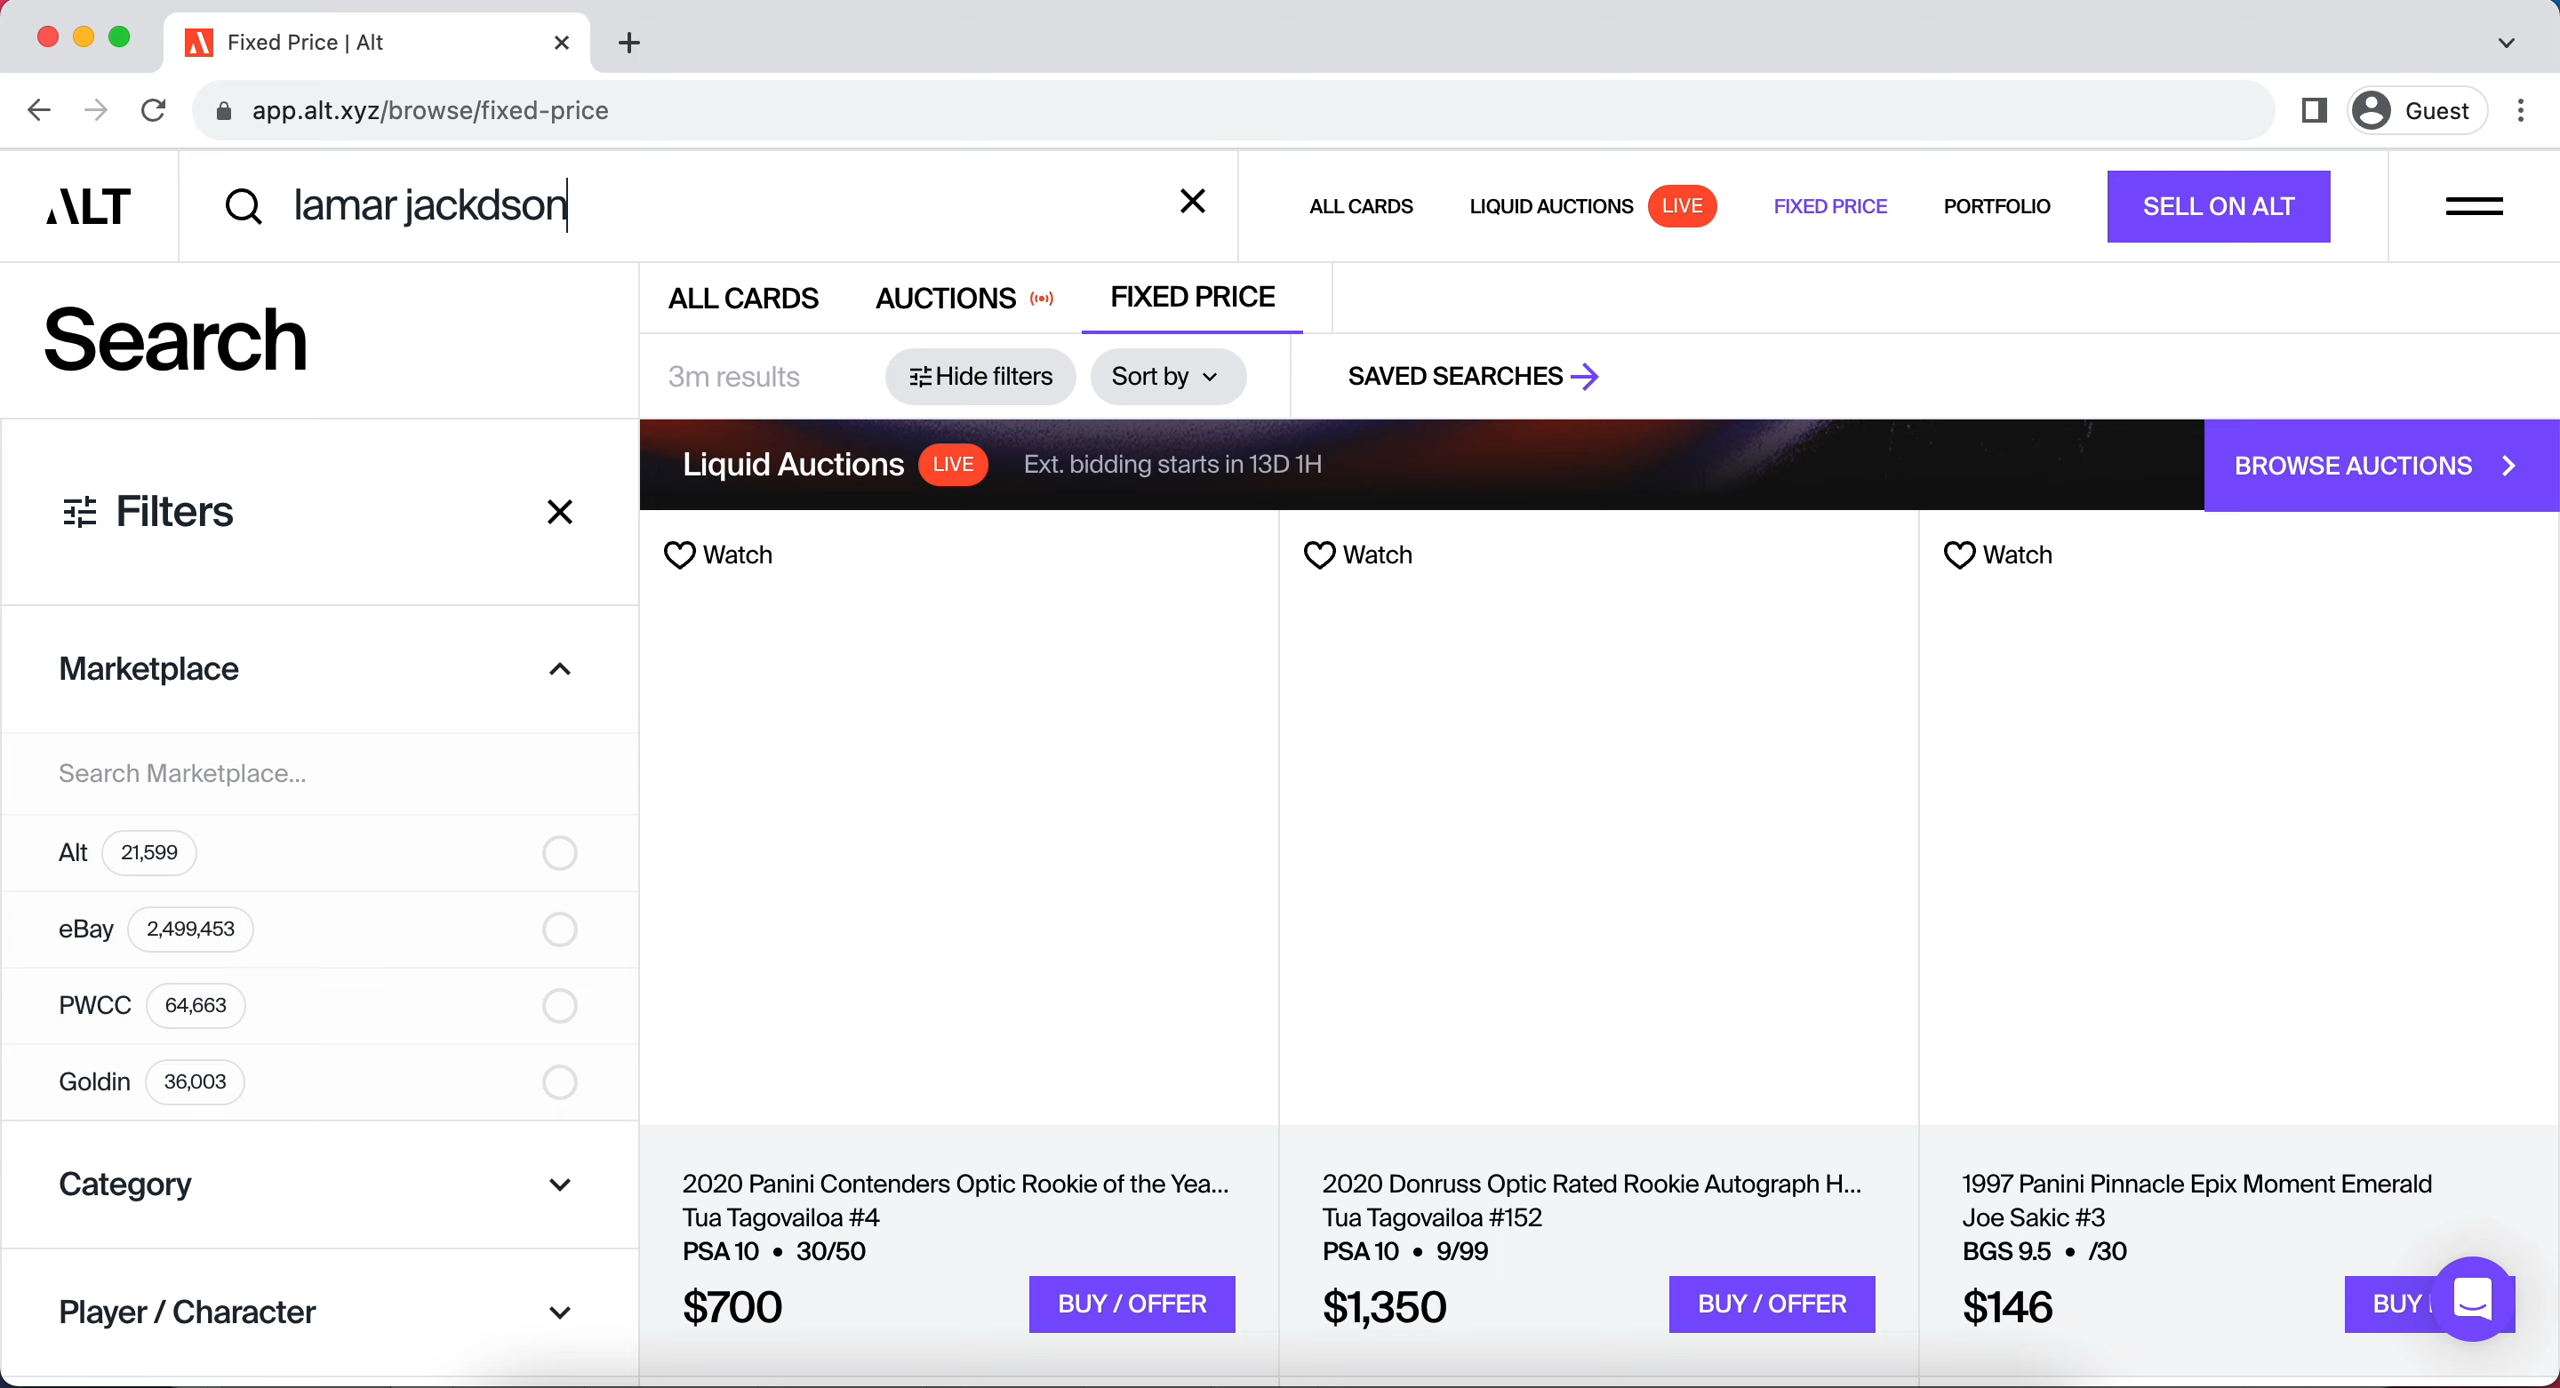 Fixed Price | Alt
app.alt.xyz/browse/fixed-price
Guest
ALT
lamar jackdson
ALL CARDS
LIQUID AUCTIONS LIVE
FIXED PRICE
PORTFOLIO
SELL ON ALT
Search
ALL CARDS
AUCTIONS
FIXED PRICE
3m results
Hide filters
Sort by
SAVED SEARCHES
Liquid Auctions LIVE Ext. bidding starts in 13D 1H
BROWSE AUCTIONS
Filters
Marketplace
Search Marketplace...
Alt 21,599
eBay 2,499,453
PWCC 64,663
Goldin 36,003
Category
Player / Character
Watch
2020 Panini Contenders Optic Rookie of the Yea...
Tua Tagovailoa #4
PSA 10 • 30/50
$700
BUY / OFFER
Watch
2020 Donruss Optic Rated Rookie Autograph H...
Tua Tagovailoa #152
PSA 10 • 9/99
$1,350
BUY / OFFER
Watch
1997 Panini Pinnacle Epix Moment Emerald
Joe Sakic #3
BGS 9.5 • /30
$146
BUY